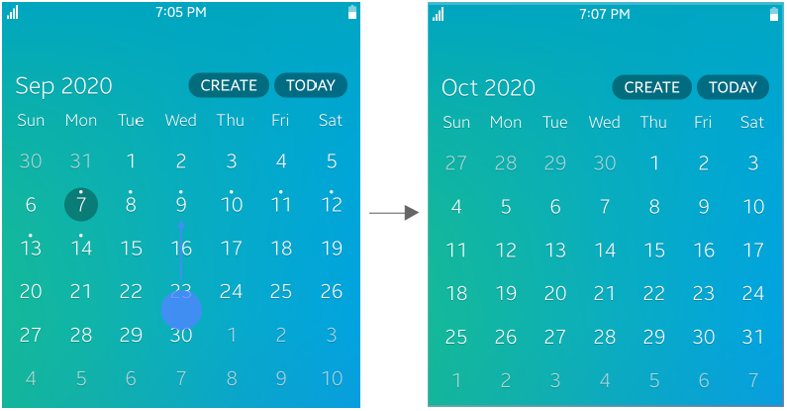 7:05 PM
Sep 2020 CREATE TODAY
Sun Mon Tue Wed Thu Fri Sat
30 31 1 2 3 4 5
6 7 8 9 10 11 12
13 14 15 16 17 18 19
20 21 22 23 24 25 26
27 28 29 30 1 2 3
4 5 6 7 8 9 10
7:07 PM
Oct 2020 CREATE TODAY
Sun Mon Tue Wed Thu Fri Sat
27 28 29 30 1 2 3
4 5 6 7 8 9 10
11 12 13 14 15 16 17
18 19 20 21 22 23 24
25 26 27 28 29 30 31
1 2 3 4 5 6 7